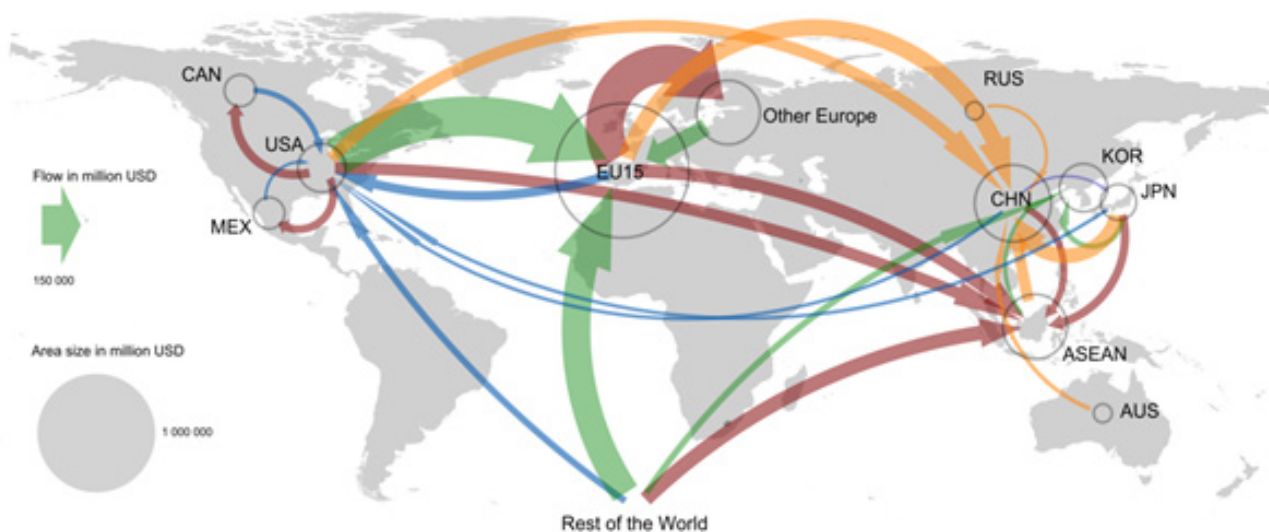 CAN
RUS
Other Europe
USA
KOR
EU15
CHN
JPN
Flow in million USD
MEX
150 000
Area size in million USD
ASEAN
AUS
1 000 000
Rest of the World